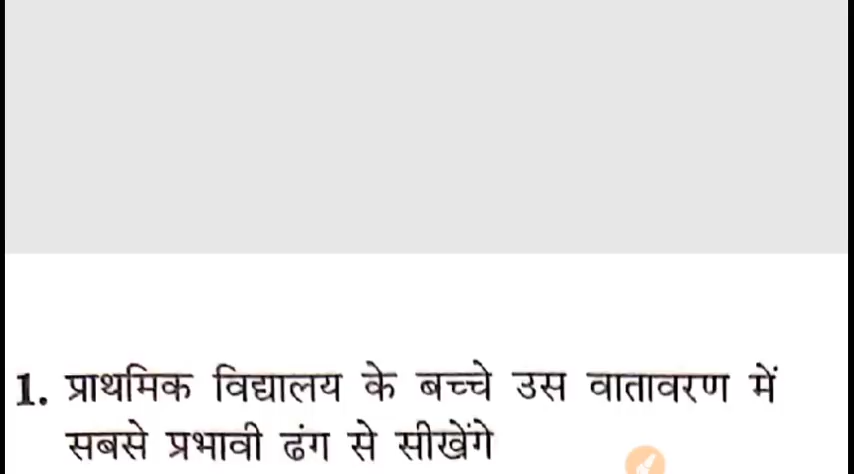 1. प्राथमिक विद्यालय के बच्चे उस वातावरण में
सबसे प्रभावी ढंग से सीखेंगे